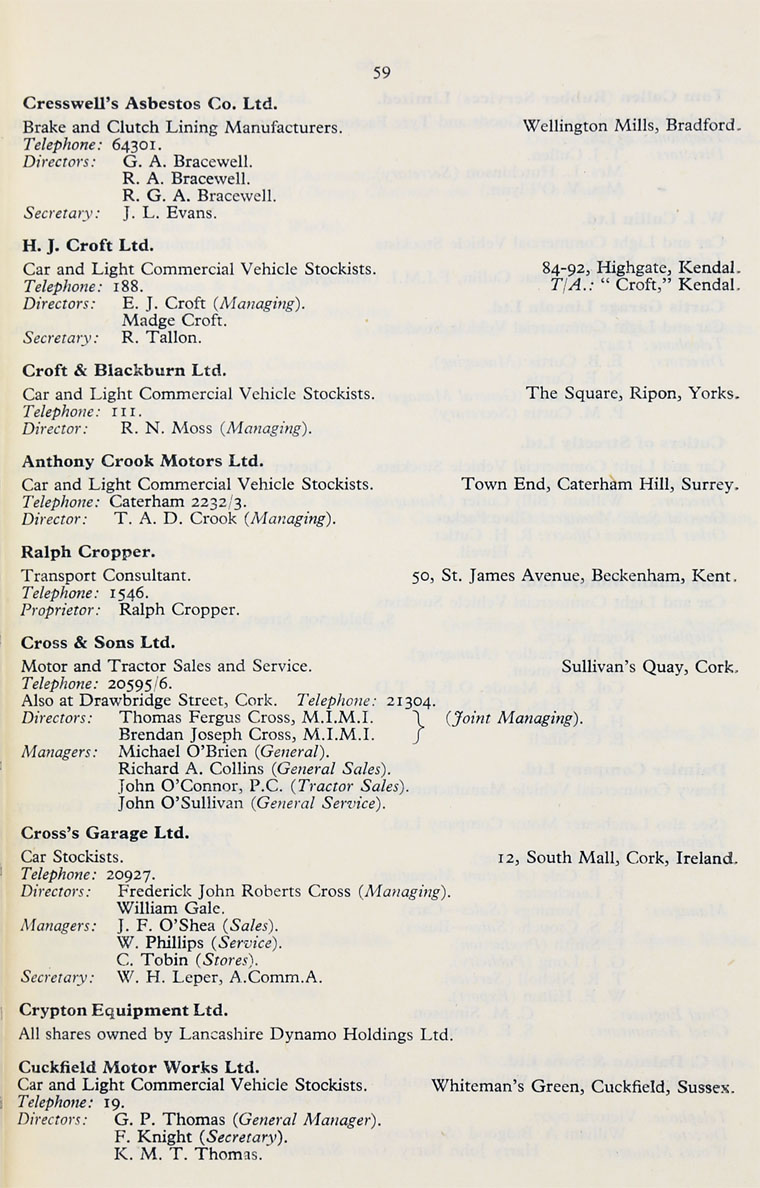 59
Cresswell's Asbestos Co. Ltd.
Brake and Clutch Lining Manufacturers. Wellington Mills, Bradford.
Telephone: 64301.
Directors: G. A. Bracewell.
R. A. Bracewell.
R. G. A. Bracewell.
Secretary: J. L. Evans.
H. J. Croft Ltd.
Car and Light Commercial Vehicle Stockists. 84-92, Highgate, Kendal.
Telephone: 188. T/A.: " Croft," Kendal.
Directors: E. J. Croft (Managing).
Madge Croft.
Secretary: R. Tallon.
Croft & Blackburn Ltd.
Car and Light Commercial Vehicle Stockists. The Square, Ripon, Yorks.
Telephone: 111.
Director: R. N. Moss (Managing).
Anthony Crook Motors Ltd.
Car and Light Commercial Vehicle Stockists. Town End, Caterham Hill, Surrey.
Telephone: Caterham 2232/3.
Director: T. A. D. Crook (Managing).
Ralph Cropper.
Transport Consultant. 50, St. James Avenue, Beckenham, Kent.
Telephone: 1546.
Proprietor: Ralph Cropper.
Cross & Sons Ltd.
Motor and Tractor Sales and Service. Sullivan's Quay, Cork.
Telephone: 20595/6.
Also at Drawbridge Street, Cork. Telephone: 21304.
Directors: Thomas Fergus Cross, M.I.M.I. } (Joint Managing).
Brendan Joseph Cross, M.I.M.I.
Managers: Michael O'Brien (General).
Richard A. Collins (General Sales).
John O'Connor, P.C. (Tractor Sales).
John O'Sullivan (General Service).
Cross's Garage Ltd.
Car Stockists. 12, South Mall, Cork, Ireland.
Telephone: 20927.
Directors: Frederick John Roberts Cross (Managing).
William Gale.
Managers: J. F. O'Shea (Sales).
W. Phillips (Service).
C. Tobin (Stores).
Secretary: W. H. Leper, A.Comm.A.
Crypton Equipment Ltd.
All shares owned by Lancashire Dynamo Holdings Ltd.
Cuckfield Motor Works Ltd.
Car and Light Commercial Vehicle Stockists. Whiteman's Green, Cuckfield, Sussex.
Telephone: 19.
Directors: G. P. Thomas (General Manager).
F. Knight (Secretary).
K. M. T. Thomas.